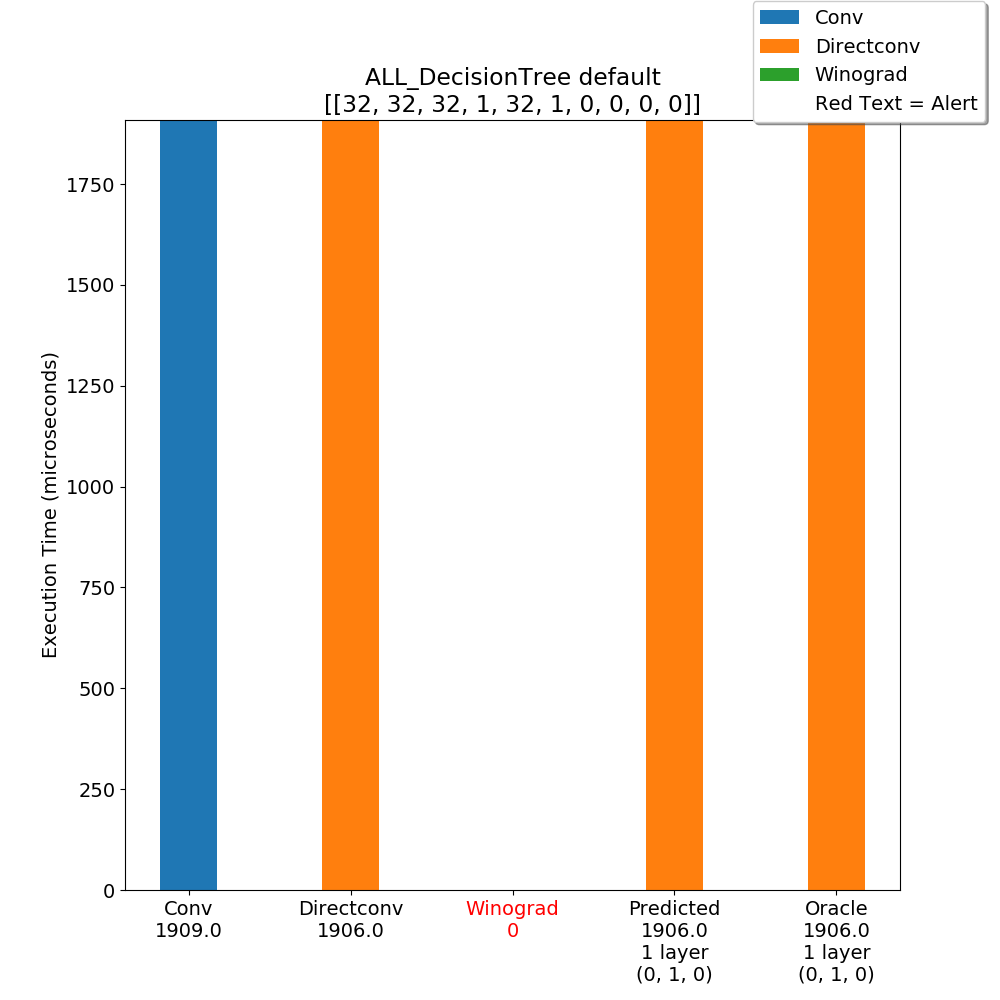 Conv
Directconv
Winograd
Red Text = Alert
ALL_DecisionTree default
[[32, 32, 32, 1, 32, 1, 0, 0, 0, 0]]
Execution Time (microseconds)
1750
1500
1250
1000
750
500
250
0
Conv
1909.0
Directconv
1906.0
Winograd
0
Predicted
1906.0
1 layer
(0, 1, 0)
Oracle
1906.0
1 layer
(0, 1, 0)